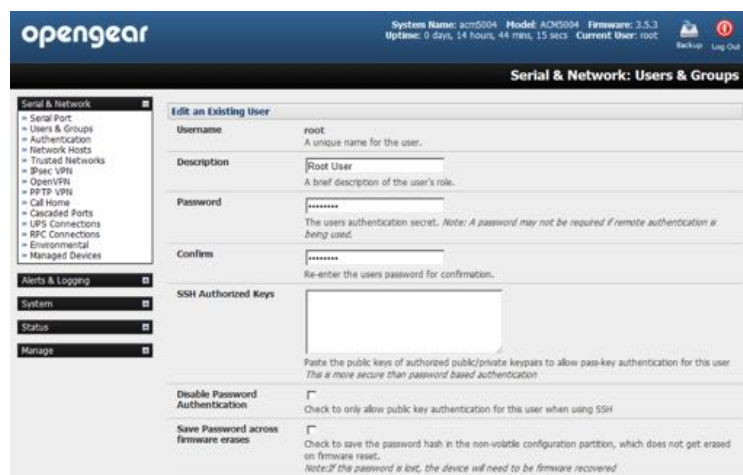 opengear
System Name: acm5004 Model: ACM5004 Firmware: 3.5.3
Uptime: 0 days, 14 hours, 44 mins, 15 secs Current User: root
Backup Log Out
Serial & Network: Users & Groups
Serial & Network
Serial Port
Users & Groups
Authentication
Network Hosts
Trusted Networks
IPsec VPN
OpenVPN
PPTP VPN
Call Home
Cascaded Ports
UPS Connections
RPC Connections
Environmental
Managed Devices
Alerts & Logging
System
Status
Manage
Edit an Existing User
Username
root
A unique name for the user.
Description
Root User
A brief description of the user's role.
Password
••••••••
The users authentication secret. Note: A password may not be required if remote authentication is
being used.
Confirm
••••••••
Re-enter the users password for confirmation.
SSH Authorized Keys
Paste the public keys of authorized public/private keypairs to allow pass-key authentication for this user
This is more secure than password based authentication
Disable Password
Authentication
Check to only allow public key authentication for this user when using SSH
Save Password across
firmware erases
Check to save the password hash in the non-volatile configuration partition, which does not get erased
on firmware reset.
Note:If this password is lost, the device will need to be firmware recovered